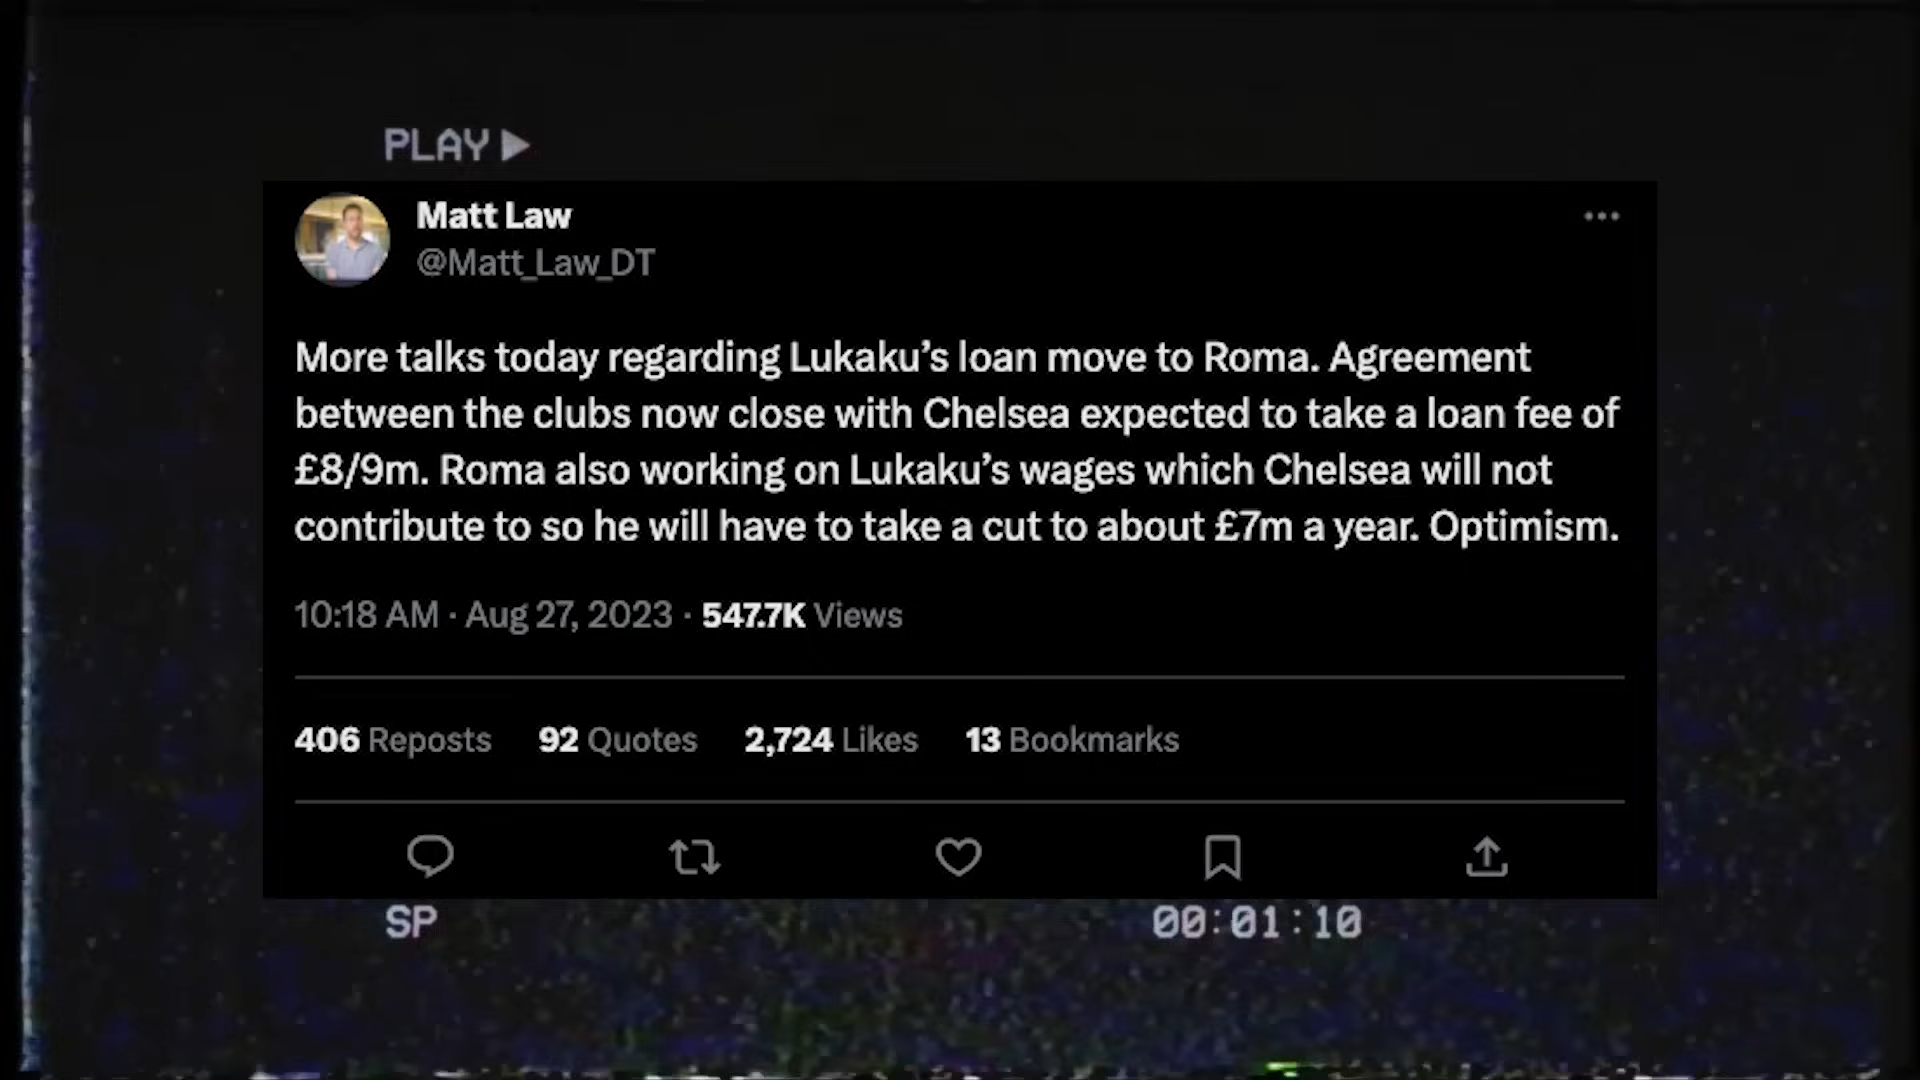 PLAY
Matt Law
@Matt_Law_DT
More talks today regarding Lukaku’s loan move to Roma. Agreement
between the clubs now close with Chelsea expected to take a loan fee of
£8/9m. Roma also working on Lukaku’s wages which Chelsea will not
contribute to so he will have to take a cut to about £7m a year. Optimism.
10:18 AM · Aug 27, 2023 · 547.7K Views
406 Reposts 92 Quotes 2,724 Likes 13 Bookmarks
SP 00:01:10